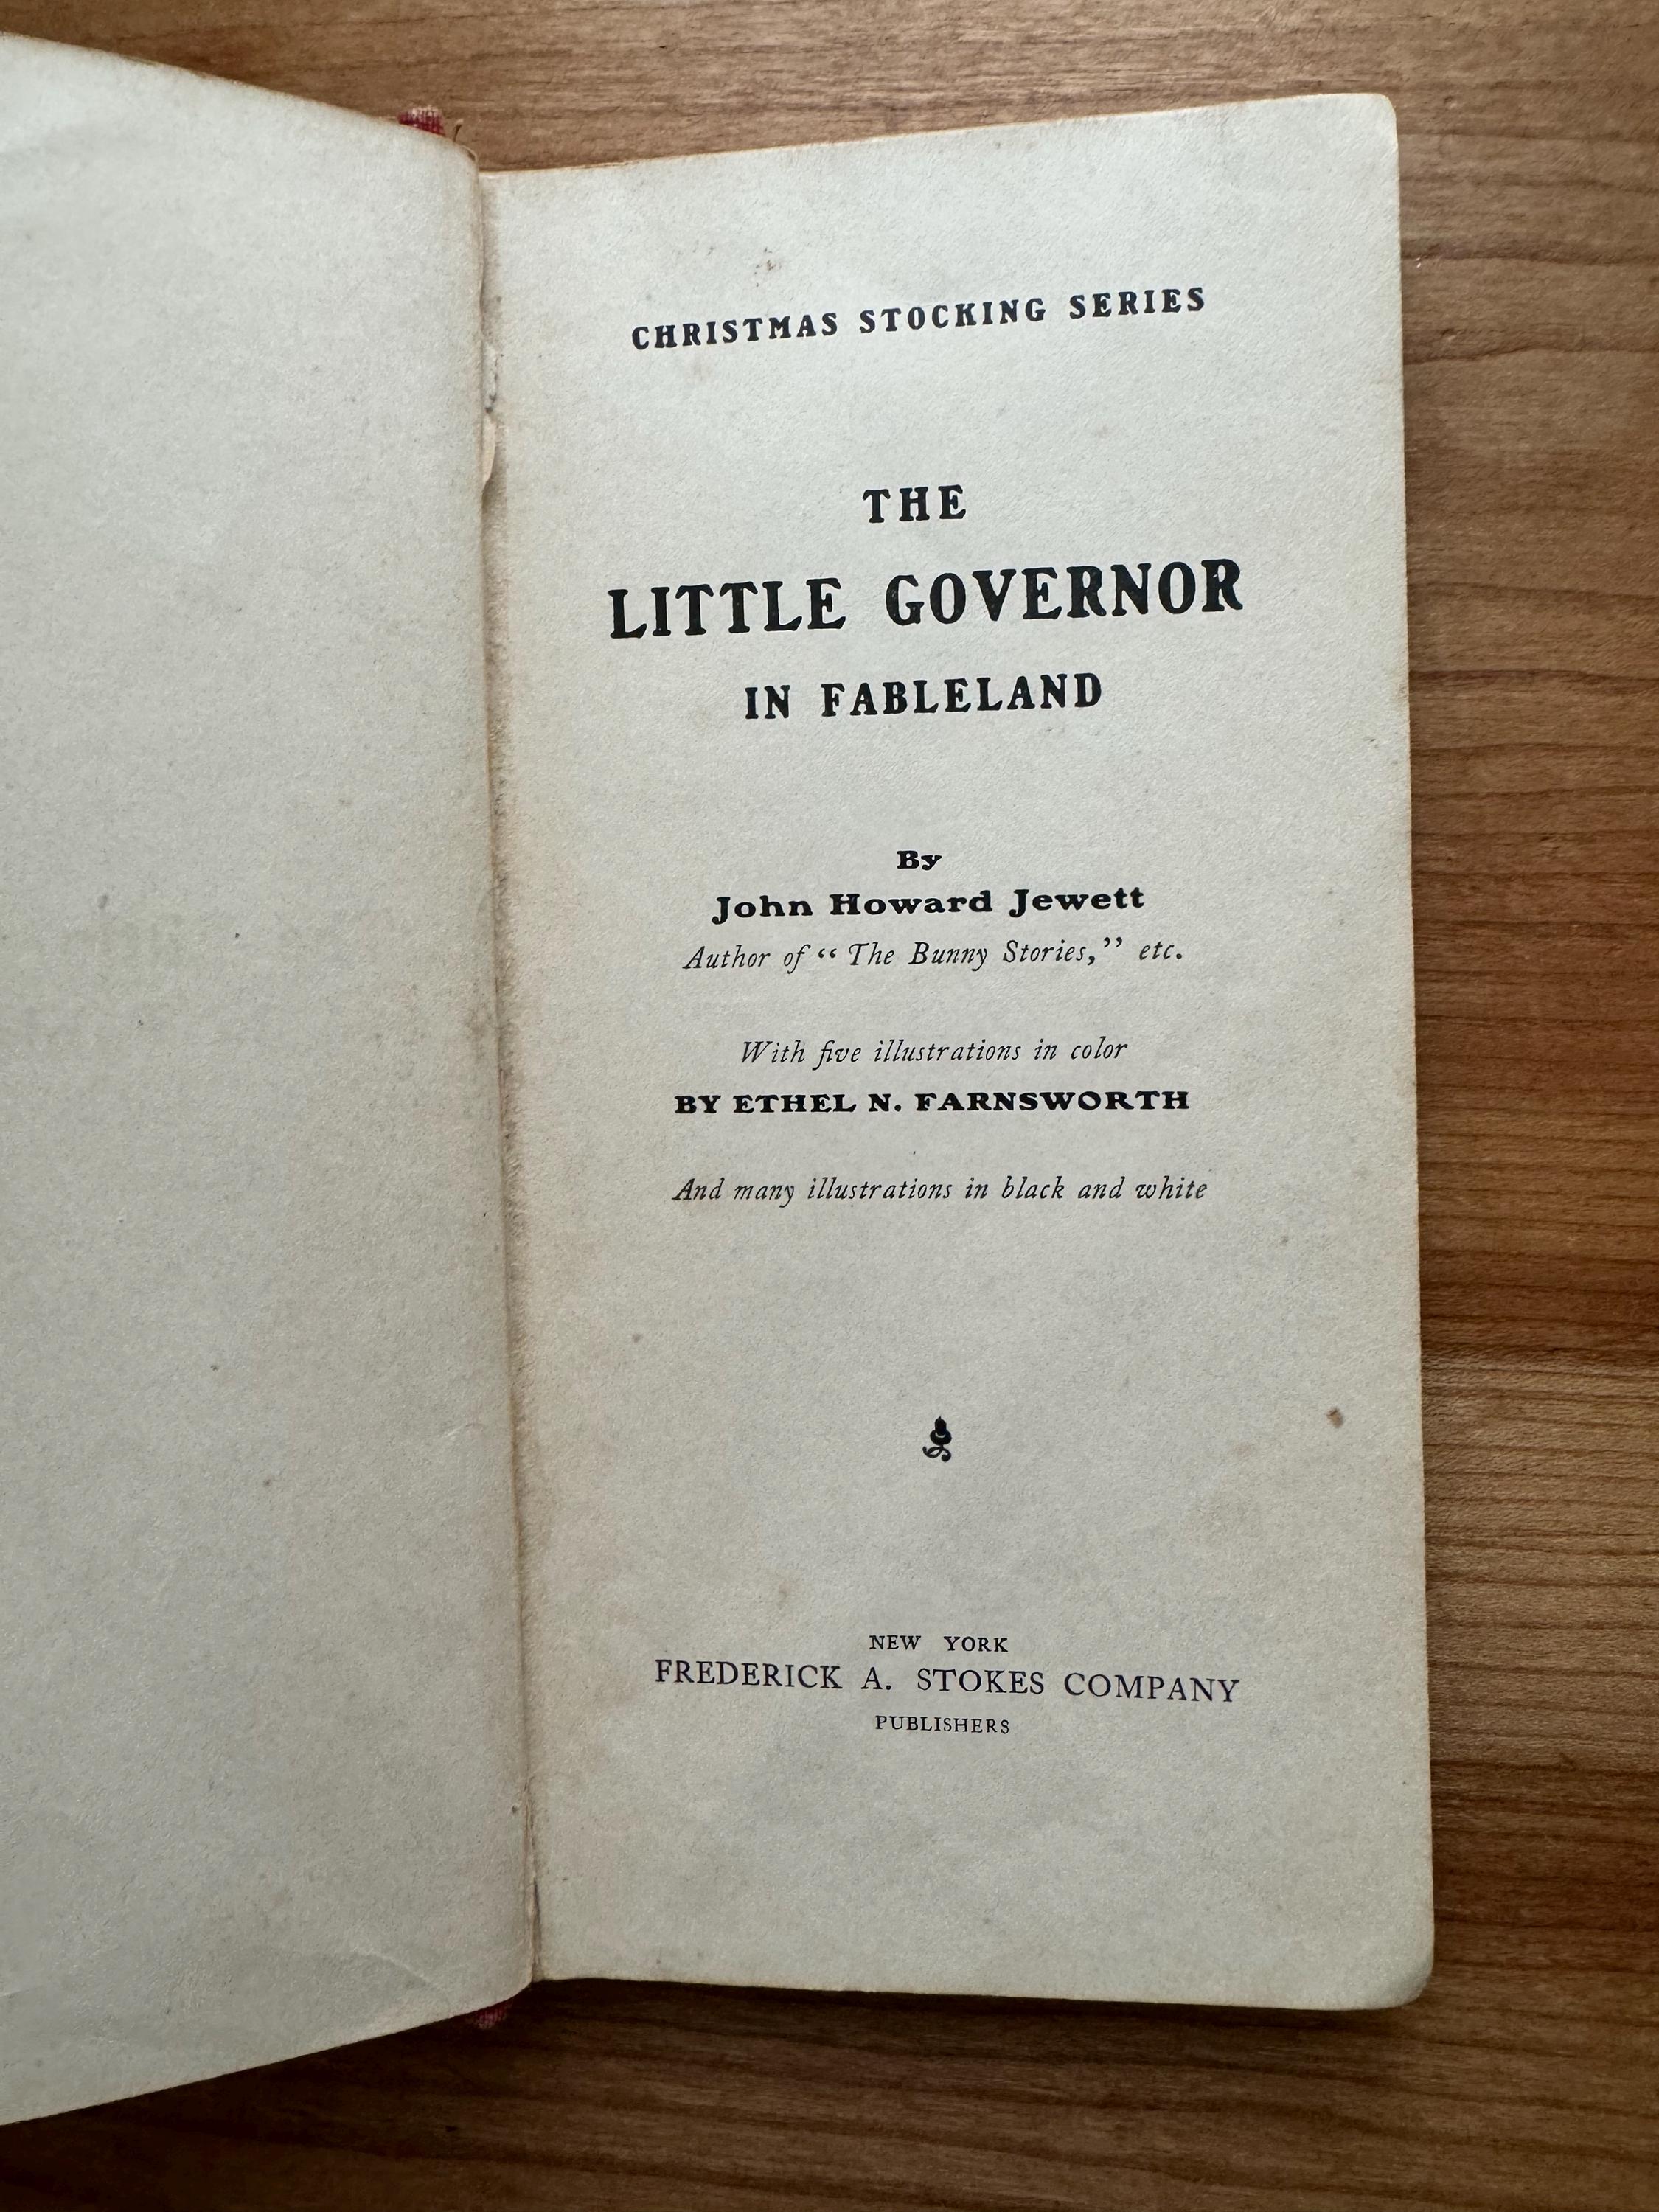 CHRISTMAS STOCKING SERIES
THE
LITTLE GOVERNOR
IN FABLELAND
By
John Howard Jewett
Author of “ The Bunny Stories,” etc.
With five illustrations in color
BY ETHEL N. FARNSWORTH
And many illustrations in black and white
NEW YORK
FREDERICK A. STOKES COMPANY
PUBLISHERS